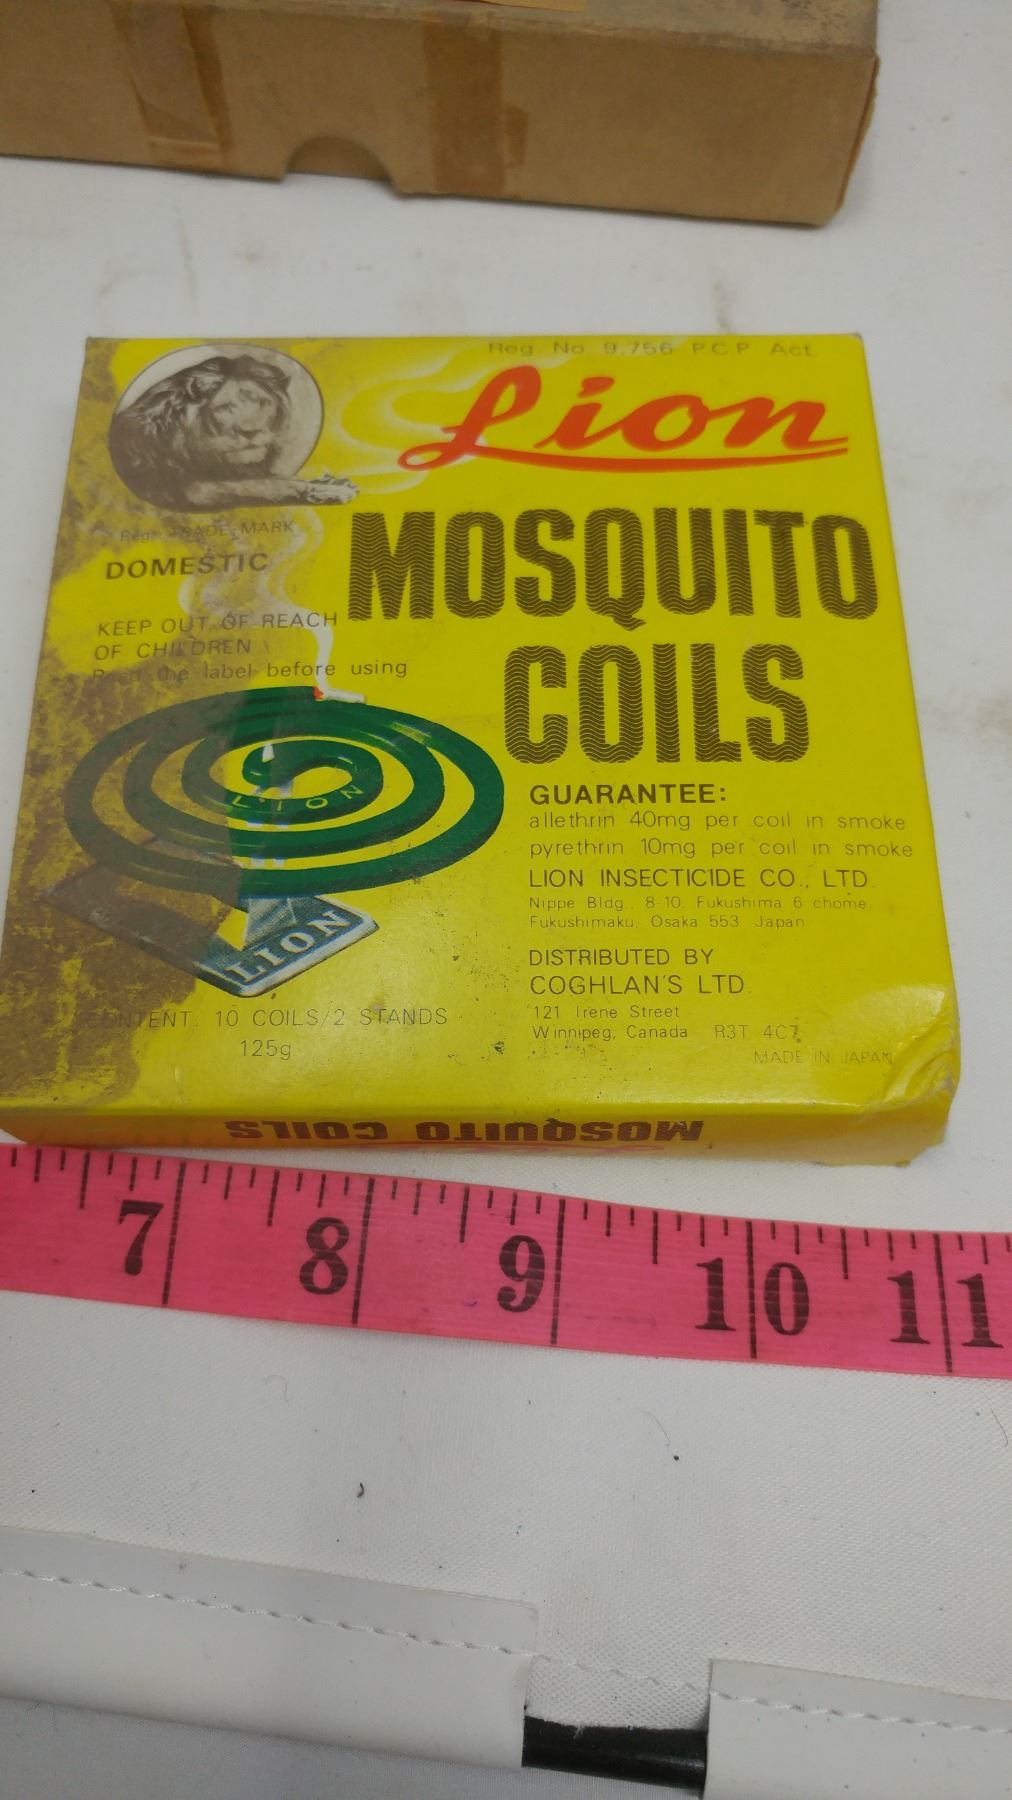 Reg. No. 9,756 P.C.P. Act.
Lion
Reg. TRADE MARK
DOMESTIC
MOSQUITO
COILS
KEEP OUT OF REACH
OF CHILDREN
Read the label before using
LION
LION
CONTENT: 10 COILS/2 STANDS
125g
GUARANTEE:
allethrin 40mg per coil in smoke
pyrethrin 10mg per coil in smoke
LION INSECTICIDE CO., LTD.
Nippe Bldg. 8-10, Fukushima 6 chome,
Fukushimaku, Osaka 553 Japan
DISTRIBUTED BY
COGHLAN'S LTD.
121 Irene Street
Winnipeg, Canada R3T 4C7
MADE IN JAPAN
MOSQUITO COILS
7 8 9 10 11